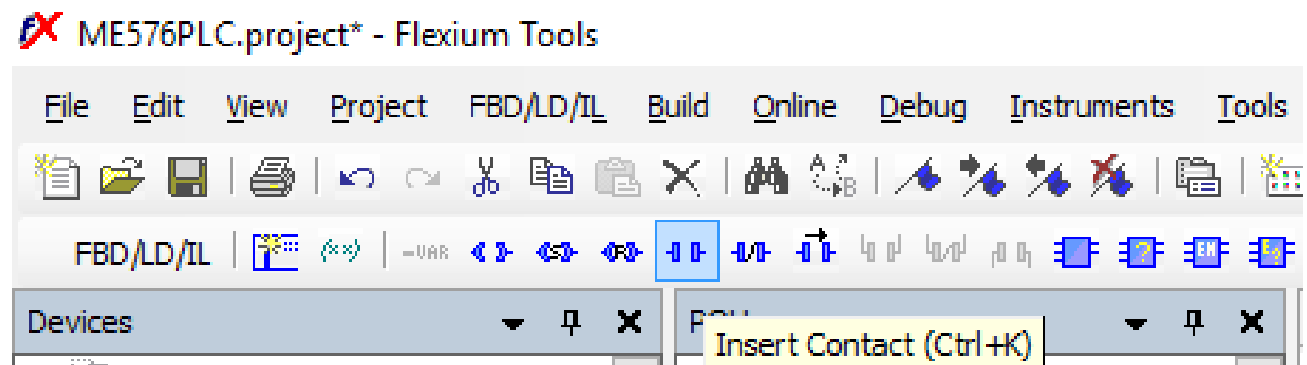 ME576PLC.project* - Flexium Tools
File Edit View Project FBD/LD/IL Build Online Debug Instruments Tools
FBD/LD/IL
Devices
Insert Contact (Ctrl+K)